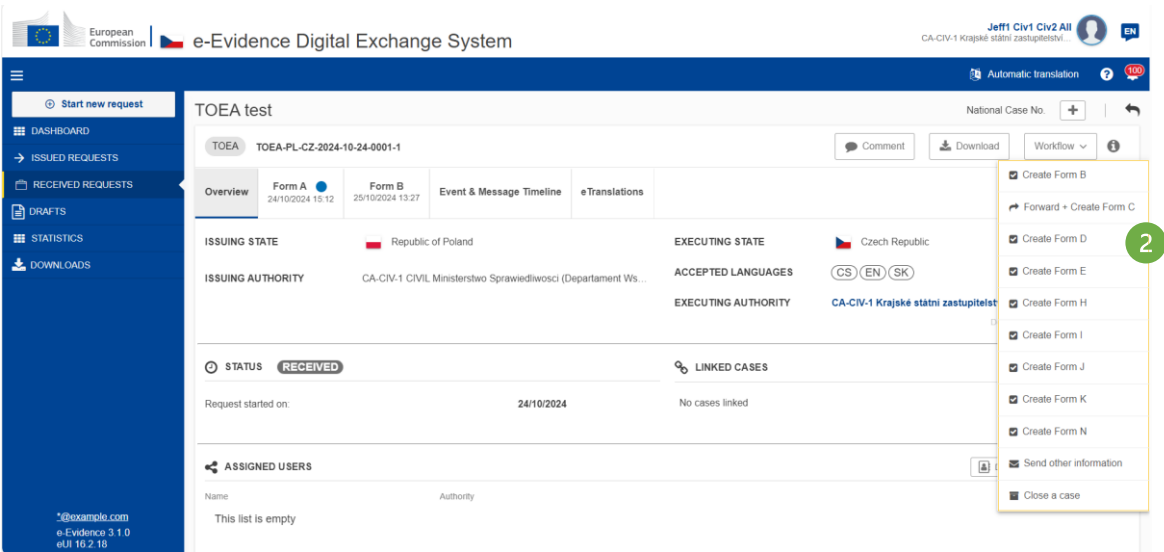 European
Commission
e-Evidence Digital Exchange System
Jeff1 Civ1 Civ2 All
CA-CIV-1 Krajské státní zastupitelství...
EN
Automatic translation
?
100
Start new request
DASHBOARD
ISSUED REQUESTS
RECEIVED REQUESTS
DRAFTS
STATISTICS
DOWNLOADS
*@example.com
e-Evidence 3.1.0
eUI 16.2.18
TOEA test
National Case No. +
TOEA TOEA-PL-CZ-2024-10-24-0001-1
Comment
Download
Workflow
Overview
Form A
24/10/2024 15:12
Form B
25/10/2024 13:27
Event & Message Timeline
eTranslations
ISSUING STATE Republic of Poland
ISSUING AUTHORITY CA-CIV-1 CIVIL Ministerstwo Sprawiedliwosci (Departament Ws...
EXECUTING STATE Czech Republic
ACCEPTED LANGUAGES CS EN SK
EXECUTING AUTHORITY CA-CIV-1 Krajské státní zastupitelst
STATUS RECEIVED
Request started on: 24/10/2024
LINKED CASES
No cases linked
ASSIGNED USERS
Name Authority
This list is empty
Create Form B
Forward + Create Form C
Create Form D
Create Form E
Create Form H
Create Form I
Create Form J
Create Form K
Create Form N
Send other information
Close a case
2